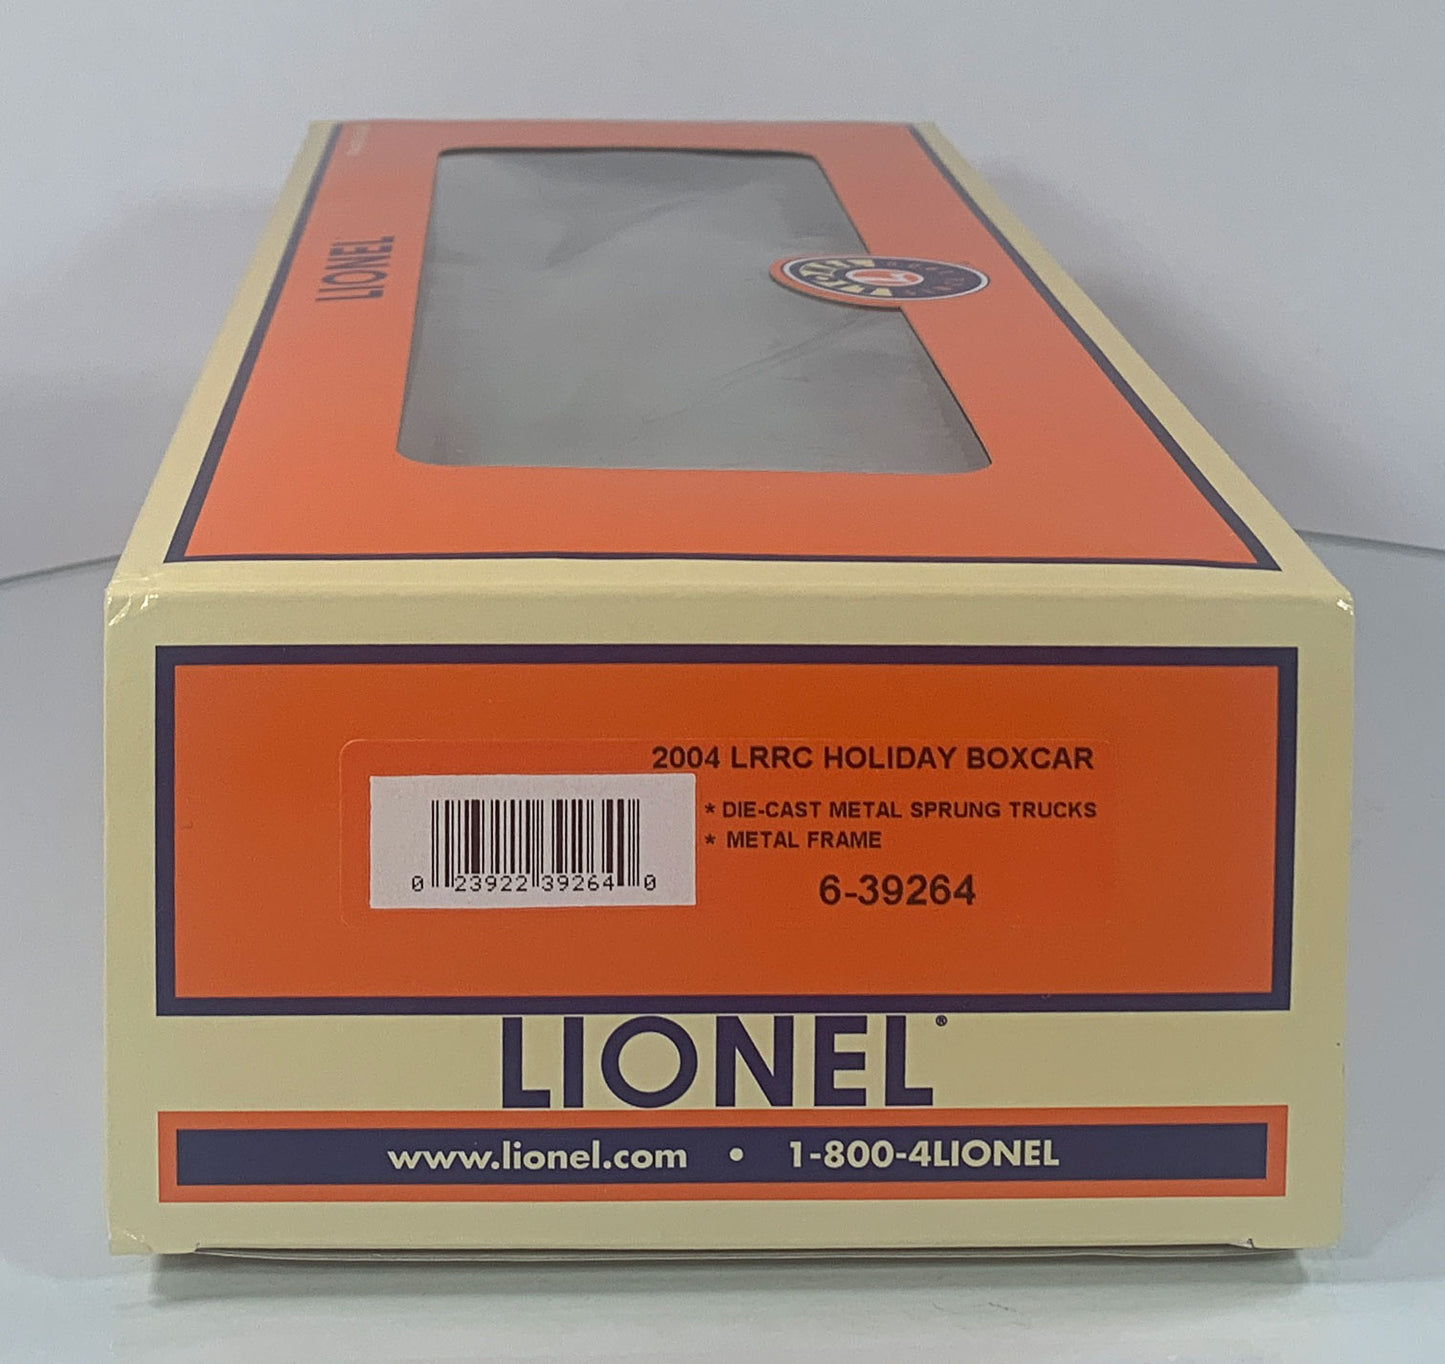 LIONEL
LIONEL
2004 LRRC HOLIDAY BOXCAR
* DIE-CAST METAL SPRUNG TRUCKS
* METAL FRAME
0 23922 39264 0
6-39264
LIONEL®
www.lionel.com • 1-800-4LIONEL